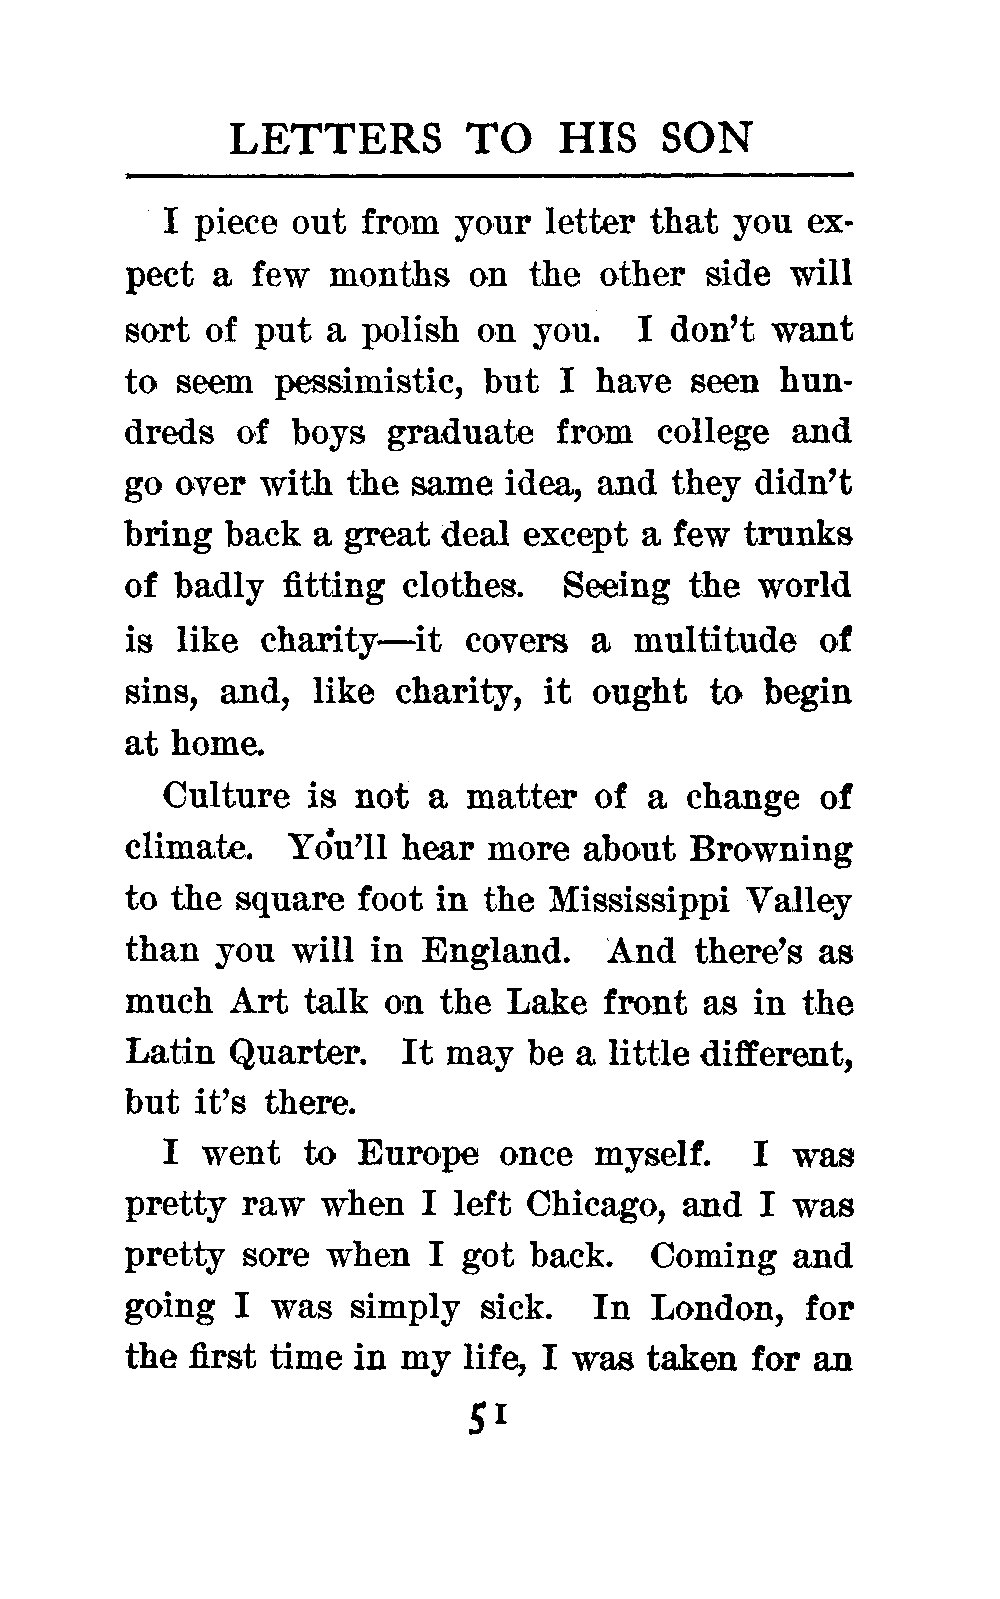 LETTERS TO HIS SON
I piece out from your letter that you ex-
pect a few months on the other side will
sort of put a polish on you. I don't want
to seem pessimistic, but I have seen hun-
dreds of boys graduate from college and
go over with the same idea, and they didn't
bring back a great deal except a few trunks
of badly fitting clothes. Seeing the world
is like charity—it covers a multitude of
sins, and, like charity, it ought to begin
at home.
Culture is not a matter of a change of
climate. You'll hear more about Browning
to the square foot in the Mississippi Valley
than you will in England. And there's as
much Art talk on the Lake front as in the
Latin Quarter. It may be a little different,
but it's there.
I went to Europe once myself. I was
pretty raw when I left Chicago, and I was
pretty sore when I got back. Coming and
going I was simply sick. In London, for
the first time in my life, I was taken for an
51